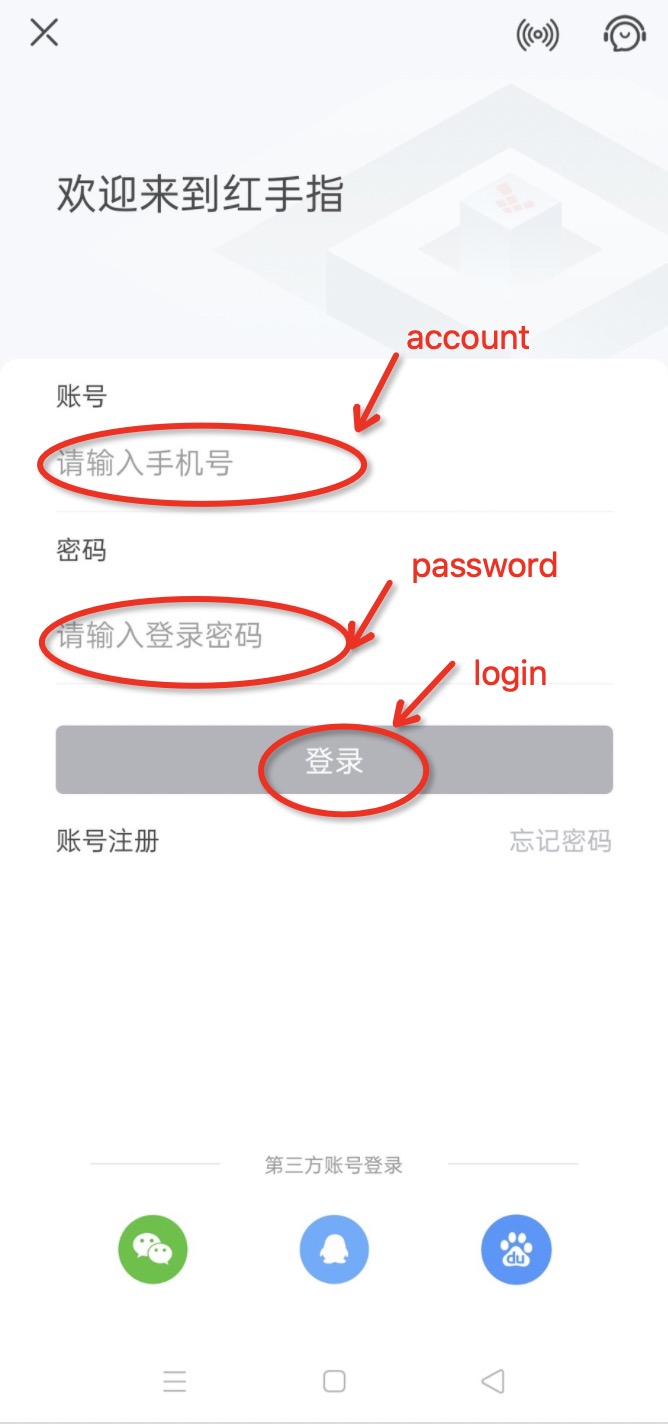 欢迎来到红手指
account
账号
请输入手机号
密码
password
请输入登录密码
login
登录
账号注册
忘记密码
第三方账号登录
du